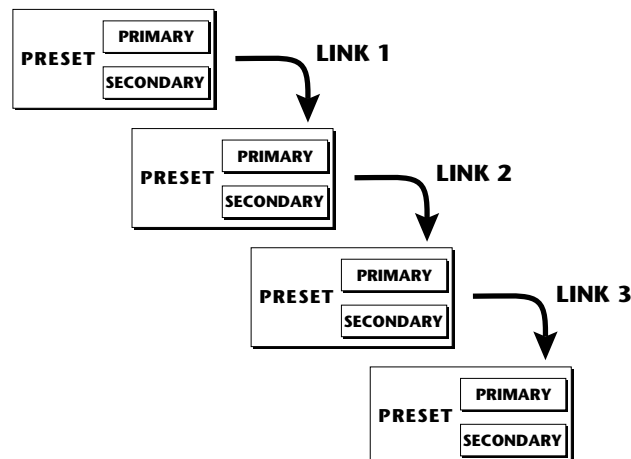 PRIMARY
PRESET
SECONDARY
LINK 1
PRIMARY
PRESET
SECONDARY
LINK 2
PRIMARY
PRESET
SECONDARY
LINK 3
PRIMARY
PRESET
SECONDARY